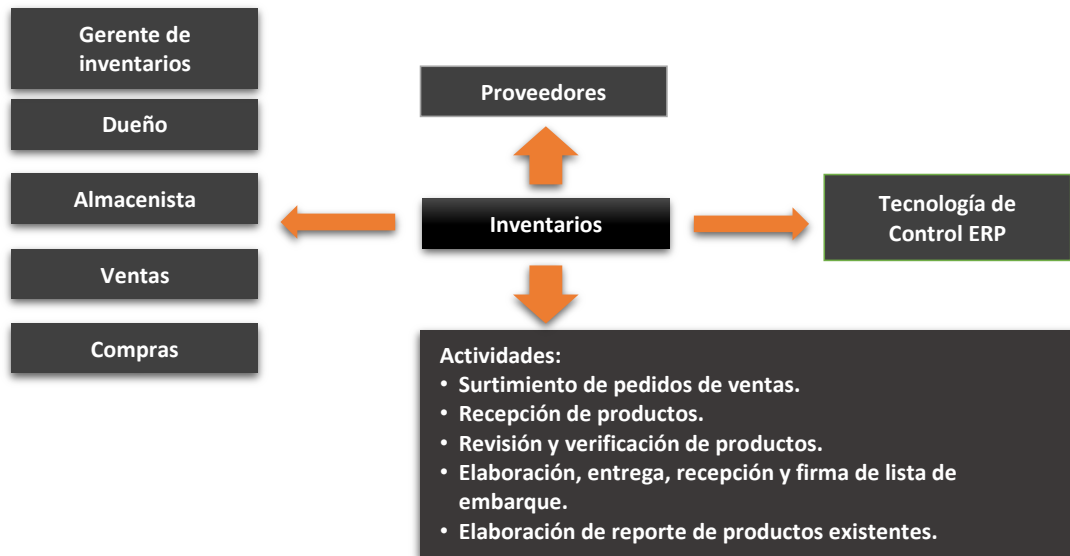 Gerente de
inventarios
Dueño
Almacenista
Ventas
Compras
Proveedores
Inventarios
Tecnología de
Control ERP
Actividades:
• Surtimiento de pedidos de ventas.
• Recepción de productos.
• Revisión y verificación de productos.
• Elaboración, entrega, recepción y firma de lista de
embarque.
• Elaboración de reporte de productos existentes.